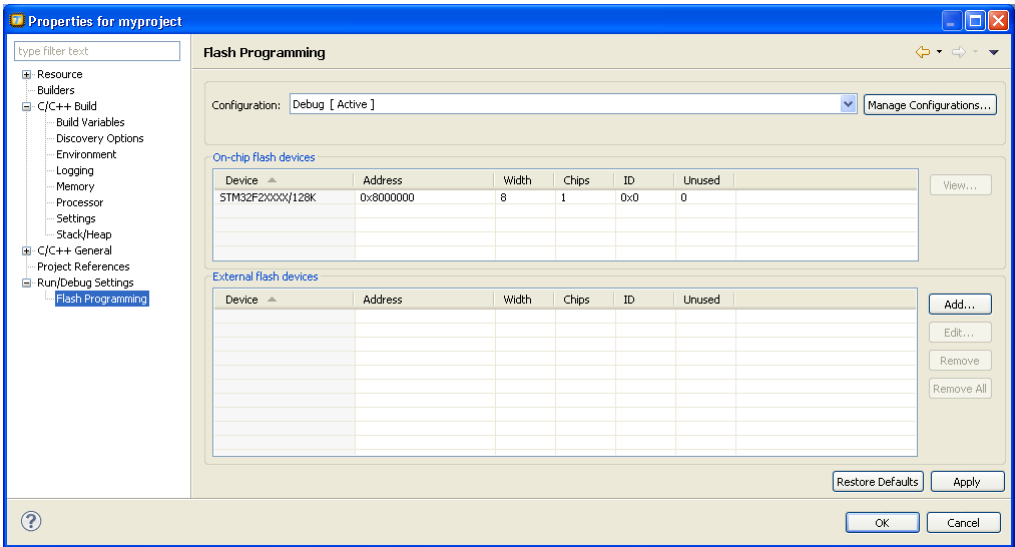 Properties for myproject
type filter text
Resource
Builders
C/C++ Build
Build Variables
Discovery Options
Environment
Logging
Memory
Processor
Settings
Stack/Heap
C/C++ General
Project References
Run/Debug Settings
Flash Programming
Flash Programming
Configuration: Debug [ Active ] Manage Configurations...
On-chip flash devices
Device Address Width Chips ID Unused
STM32F2XXXX/128K 0x8000000 8 1 0x0 0
View...
External flash devices
Device Address Width Chips ID Unused
Add...
Edit...
Remove
Remove All
Restore Defaults Apply
OK Cancel